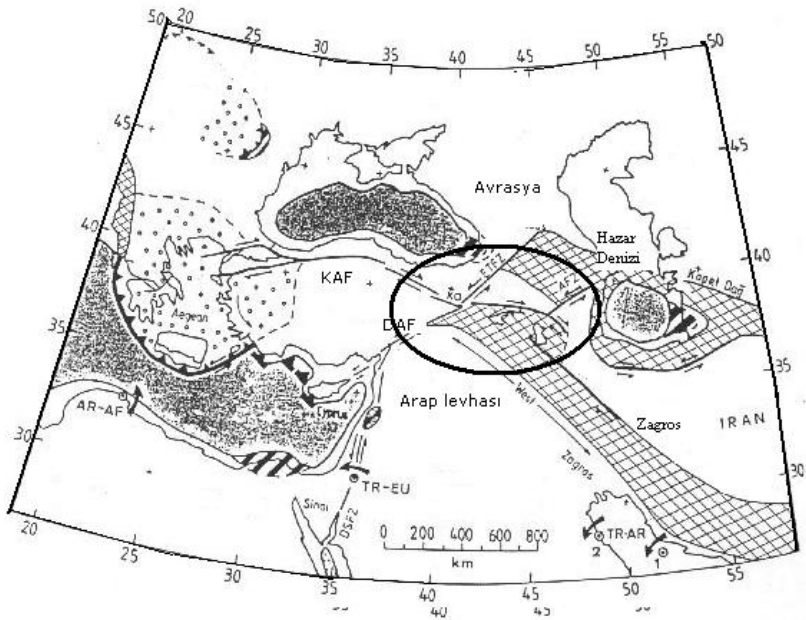 50 20 25 30 35 40 45 50 55 50
45
45
40
40
35
35
30
30
Avrasya
Hazar
Denizi
Kopet Dağ
KAF
Ka
Aegean
DAF
Cyprus
Arap levhası
West
Zagros
Zagros
IRAN
AR-AF
TR-EU
Sinai
DSFZ
TR-AR
2
1
0 200 400 600 800
km
20
25
30
35
40
45
50
55